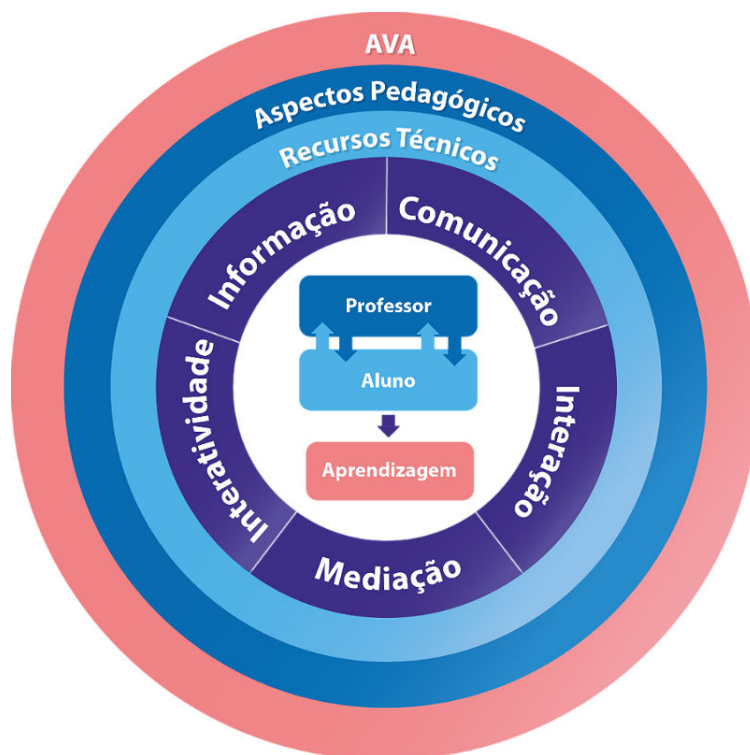 AVA
Aspectos Pedagógicos
Recursos Técnicos
Informação
Comunicação
Interação
Mediação
Interatividade
Professor
Aluno
Aprendizagem